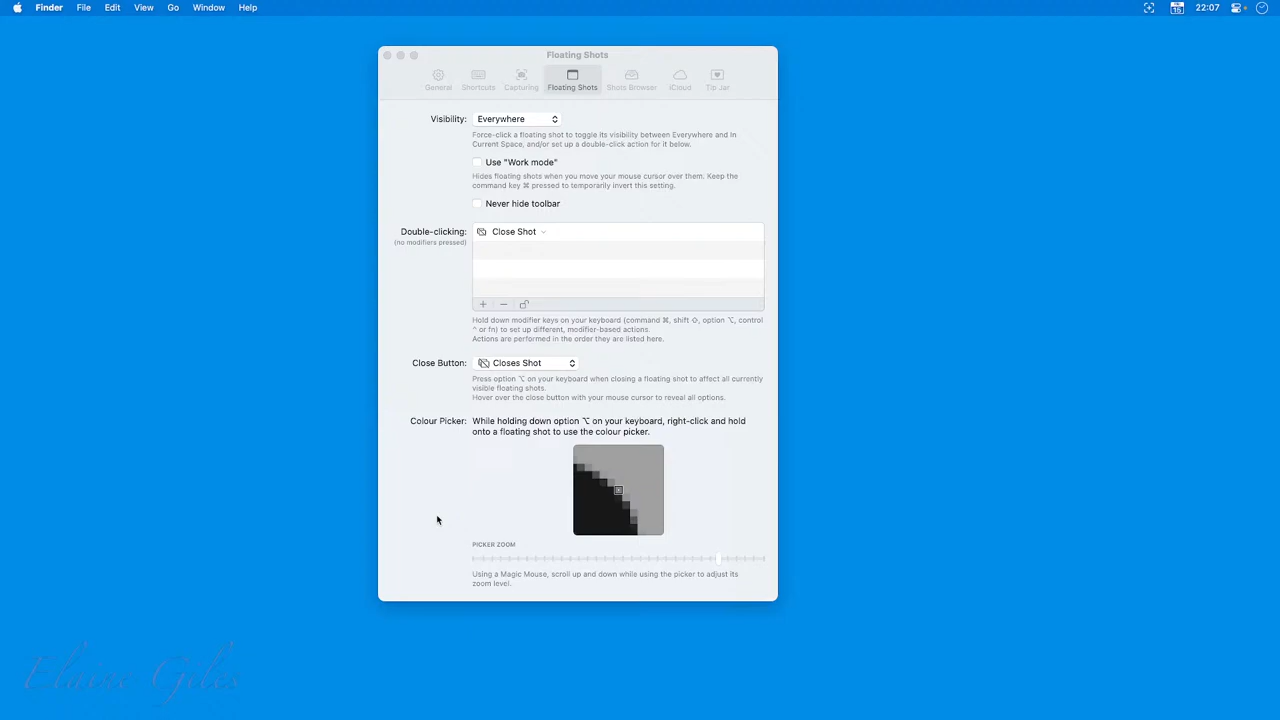 Finder File Edit View Go Window Help 15 22:07
Floating Shots
General Shortcuts Capturing Floating Shots Shots Browser iCloud Tip Jar
Visibility: Everywhere
Force-click a floating shot to toggle its visibility between Everywhere and In
Current Space, and/or set up a double-click action for it below.
Use "Work mode"
Hides floating shots when you move your mouse cursor over them. Keep the
command key ⌘ pressed to temporarily invert this setting.
Never hide toolbar
Double-clicking: Close Shot
(no modifiers pressed)
Hold down modifier keys on your keyboard (command ⌘, shift ⇧, option ⌥, control
^ or fn) to set up different, modifier-based actions.
Actions are performed in the order they are listed here.
Close Button: Closes Shot
Press option ⌥ on your keyboard when closing a floating shot to affect all currently
visible floating shots.
Hover over the close button with your mouse cursor to reveal all options.
Colour Picker: While holding down option ⌥ on your keyboard, right-click and hold
onto a floating shot to use the colour picker.
PICKER ZOOM
Using a Magic Mouse, scroll up and down while using the picker to adjust its
zoom level.
Elaine Giles